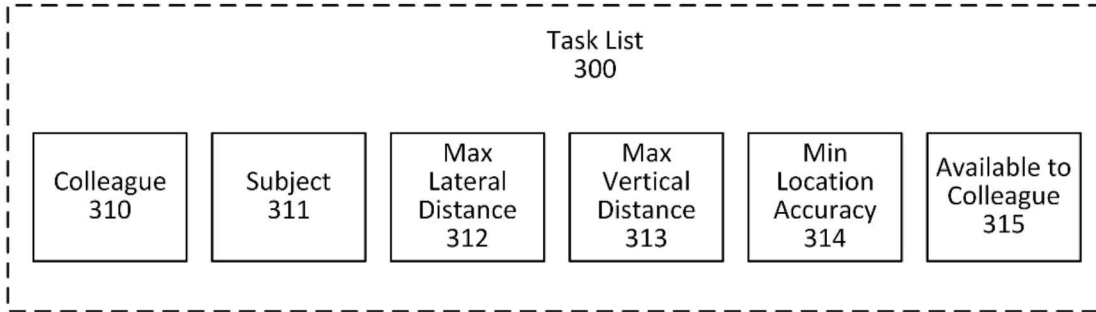 Task List
300
Colleague
310
Subject
311
Max
Lateral
Distance
312
Max
Vertical
Distance
313
Min
Location
Accuracy
314
Available to
Colleague
315